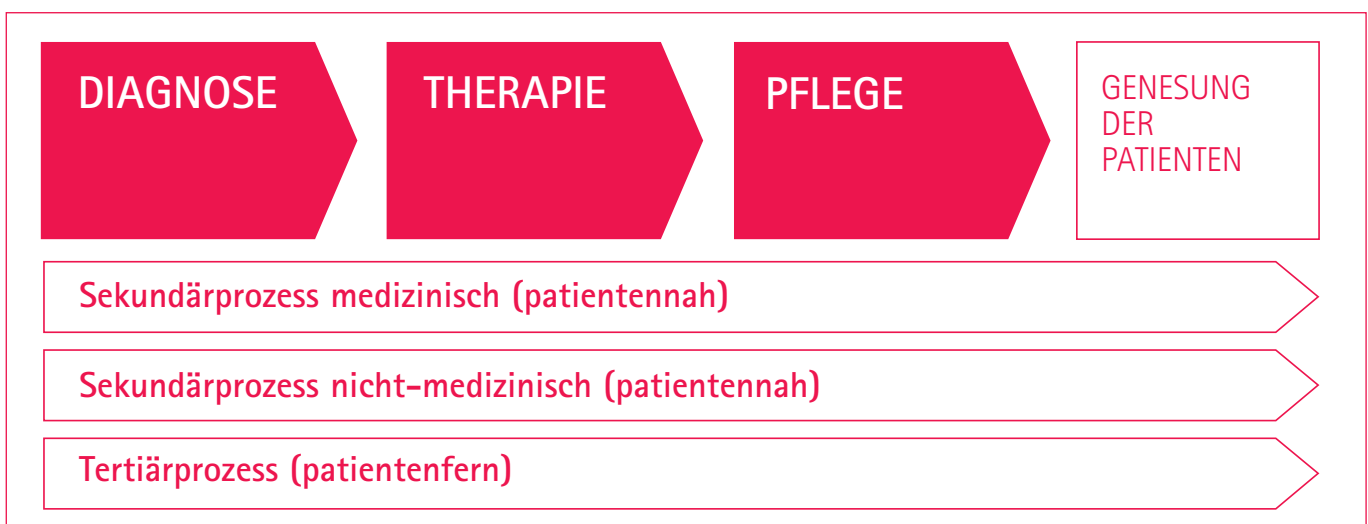 DIAGNOSE
THERAPIE
PFLEGE
GENESUNG
DER
PATIENTEN
Sekundärprozess medizinisch (patientennah)
Sekundärprozess nicht-medizinisch (patientennah)
Tertiärprozess (patientenfern)